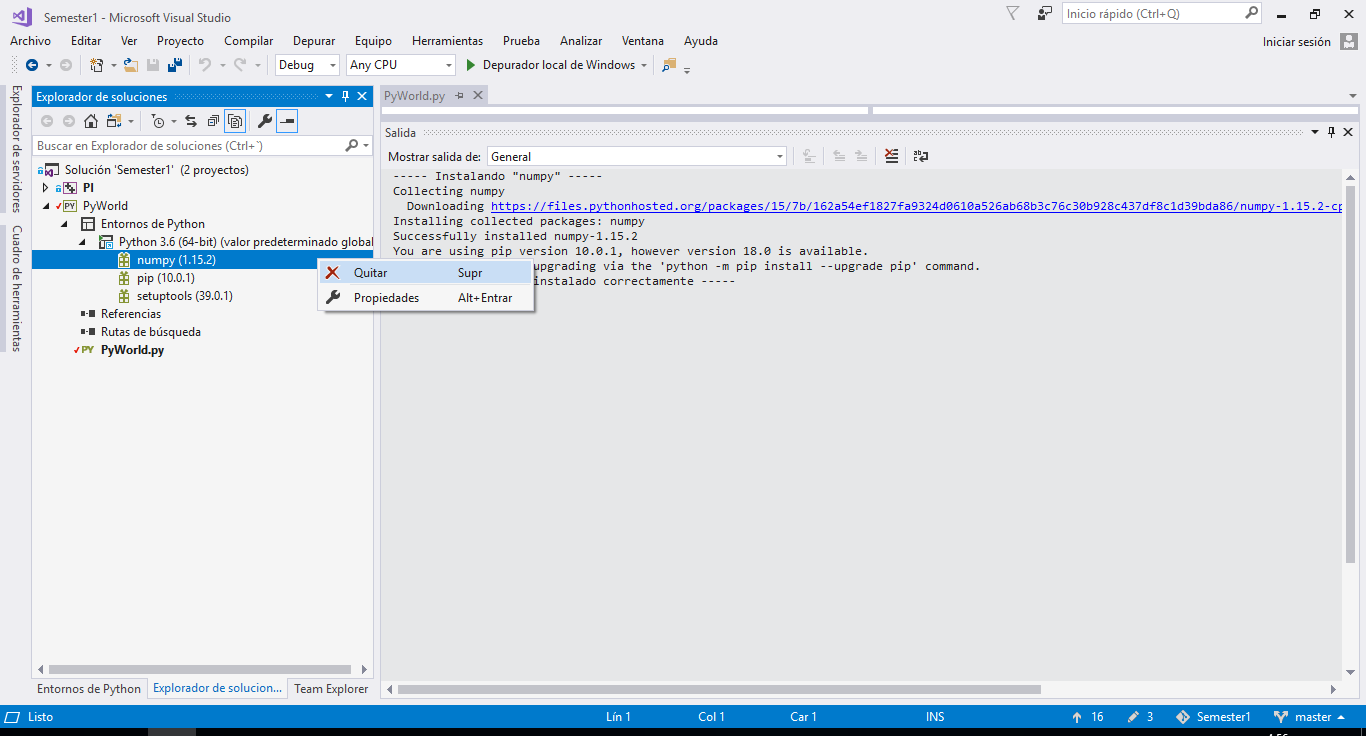 Semester1 - Microsoft Visual Studio
Inicio rápido (Ctrl+Q)
Archivo Editar Ver Proyecto Compilar Depurar Equipo Herramientas Prueba Analizar Ventana Ayuda
Iniciar sesión
Debug Any CPU Depurador local de Windows
Explorador de servidores
Cuadro de herramientas
Explorador de soluciones
Buscar en Explorador de soluciones (Ctrl+¨)
Solución 'Semester1' (2 proyectos)
PI
PY PyWorld
Entornos de Python
Python 3.6 (64-bit) (valor predeterminado global
numpy (1.15.2)
pip (10.0.1)
setuptools (39.0.1)
Referencias
Rutas de búsqueda
PY PyWorld.py
Quitar Supr
Propiedades Alt+Entrar
Entornos de Python Explorador de solucion... Team Explorer
PyWorld.py
Salida
Mostrar salida de: General
----- Instalando "numpy" -----
Collecting numpy
Downloading https://files.pythonhosted.org/packages/15/7b/162a54ef1827fa9324d0610a526ab68b3c76c30b928c437df8c1d39bda86/numpy-1.15.2-cp
Installing collected packages: numpy
Successfully installed numpy-1.15.2
You are using pip version 10.0.1, however version 18.0 is available.
upgrading via the 'python -m pip install --upgrade pip' command.
instalado correctamente -----
Listo Lín 1 Col 1 Car 1 INS 16 3 Semester1 master